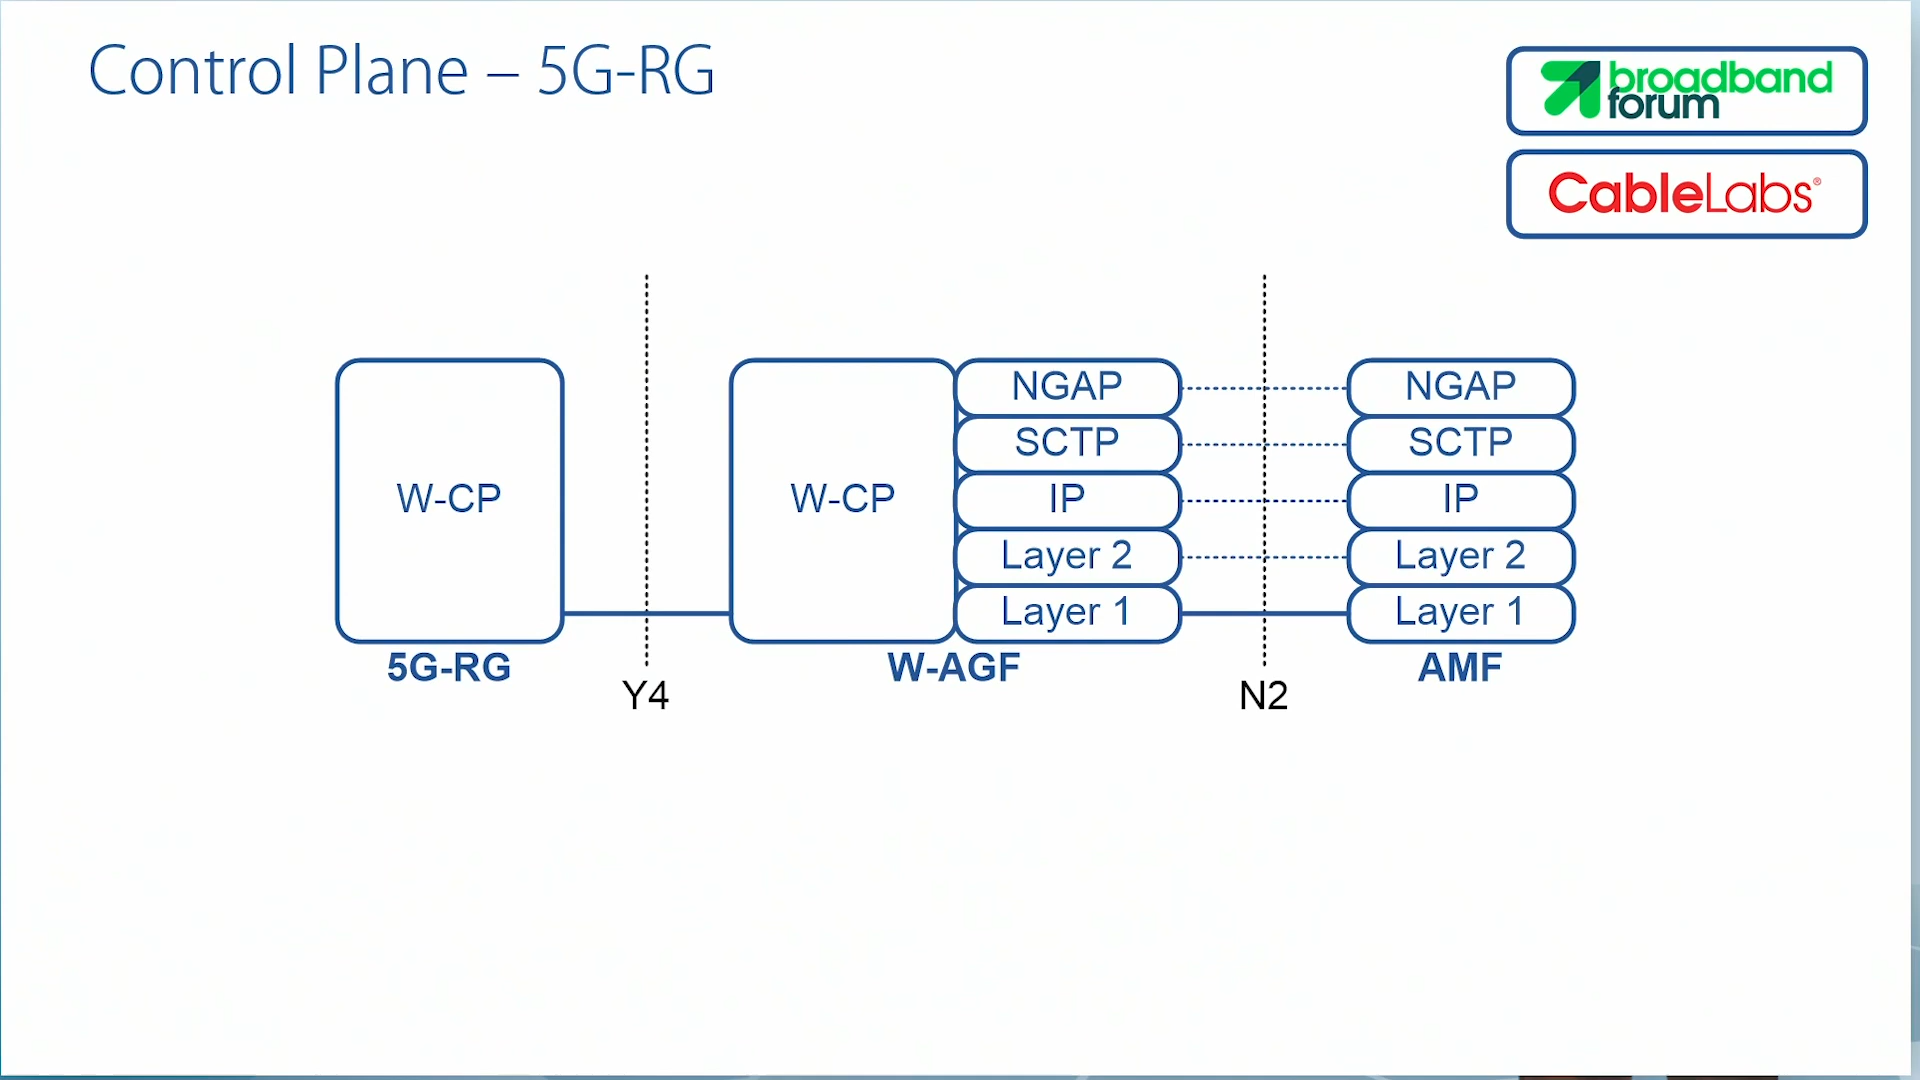 Control Plane – 5G-RG
broadband
forum
CableLabs®
W-CP
W-CP
NGAP
SCTP
IP
Layer 2
Layer 1
NGAP
SCTP
IP
Layer 2
Layer 1
5G-RG
Y4
W-AGF
N2
AMF